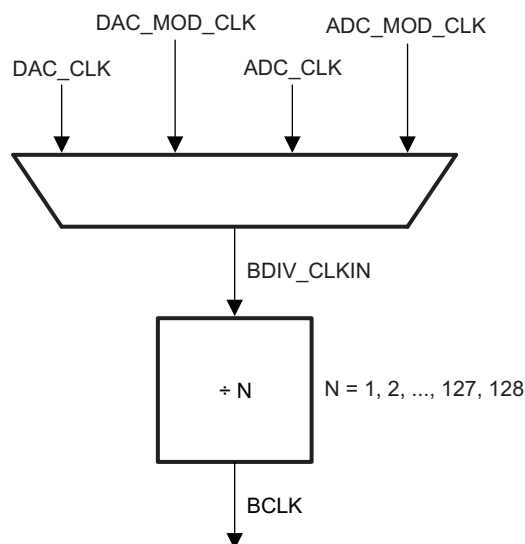 DAC_MOD_CLK
ADC_MOD_CLK
DAC_CLK
ADC_CLK
BDIV_CLKIN
÷ N
N = 1, 2, ..., 127, 128
BCLK